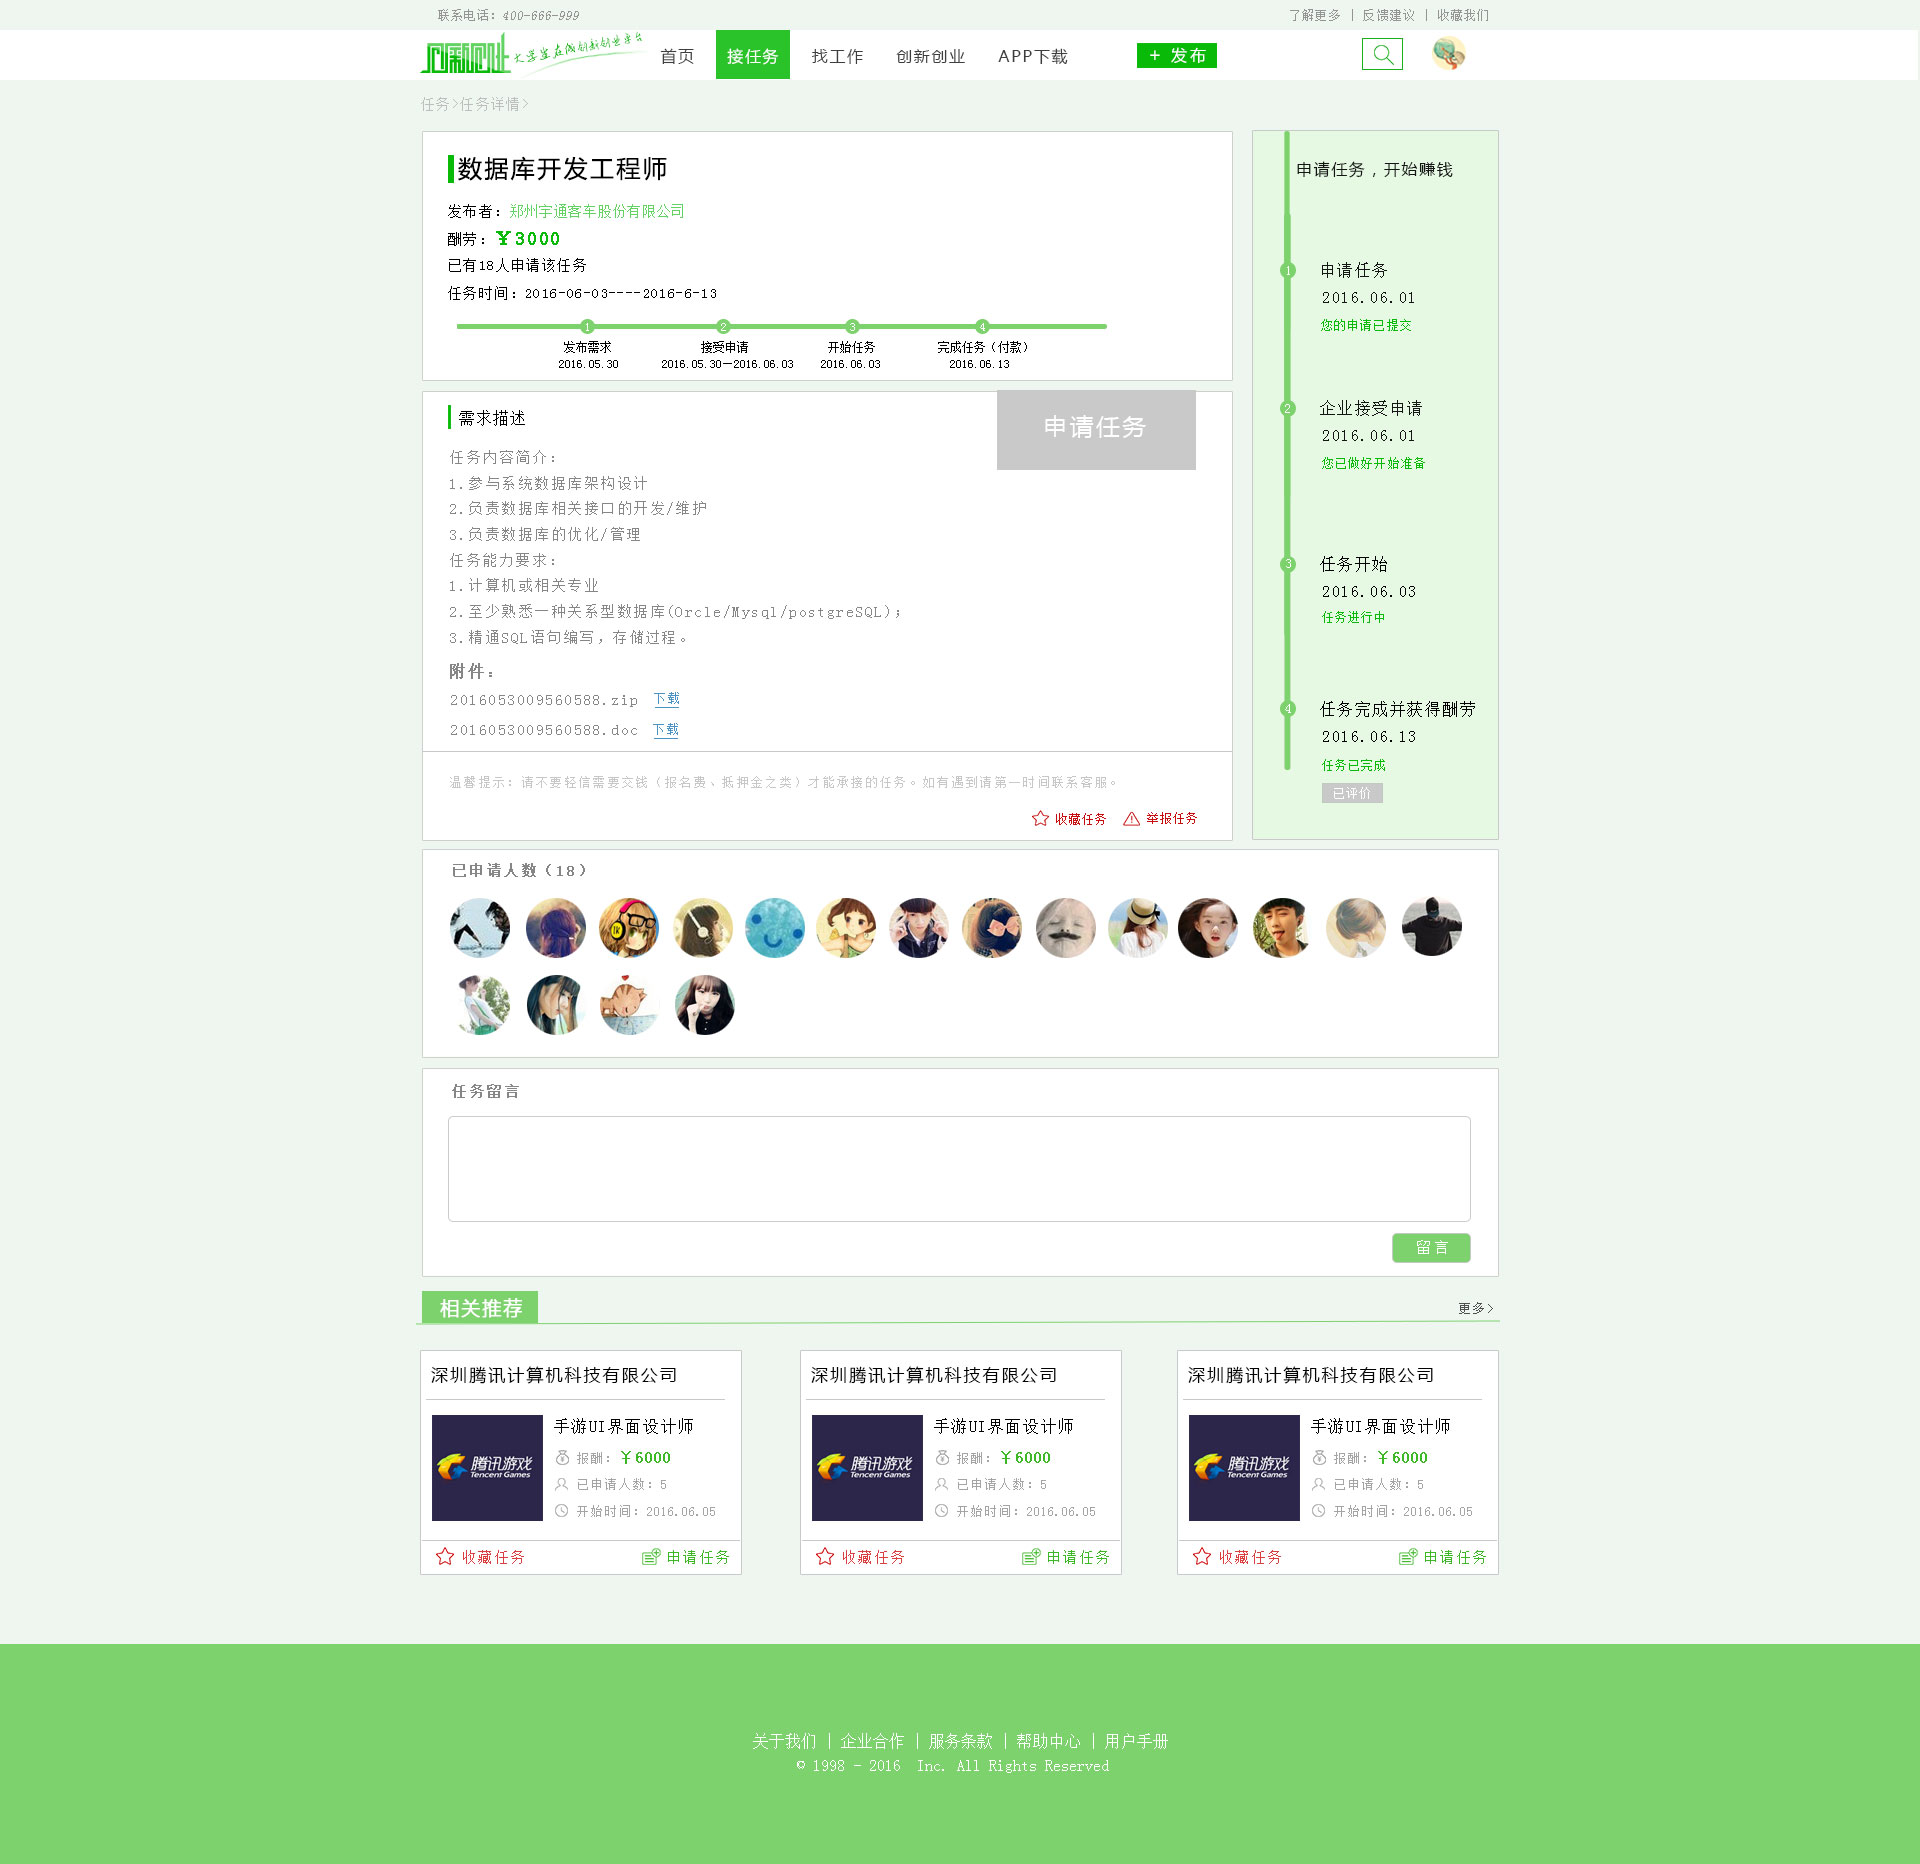 联系电话：400-666-999
了解更多 | 反馈建议 | 收藏我们
大学生在线创新创业平台
首页 接任务 找工作 创新创业 APP下载 + 发布
任务>任务详情>
数据库开发工程师
发布者：郑州宇通客车股份有限公司
酬劳：￥3000
已有18人申请该任务
任务时间：2016-06-03----2016-6-13
1 2 3 4
发布需求 接受申请 开始任务 完成任务（付款）
2016.05.30 2016.05.30—2016.06.03 2016.06.03 2016.06.13
需求描述
申请任务
任务内容简介：
1.参与系统数据库架构设计
2.负责数据库相关接口的开发/维护
3.负责数据库的优化/管理
任务能力要求：
1.计算机或相关专业
2.至少熟悉一种关系型数据库(Orcle/Mysql/postgreSQL)；
3.精通SQL语句编写，存储过程。
附件：
2016053009560588.zip 下载
2016053009560588.doc 下载
温馨提示：请不要轻信需要交钱（报名费、抵押金之类）才能承接的任务。如有遇到请第一时间联系客服。
收藏任务 举报任务
申请任务，开始赚钱
1 申请任务
2016.06.01
您的申请已提交
2 企业接受申请
2016.06.01
您已做好开始准备
3 任务开始
2016.06.03
任务进行中
4 任务完成并获得酬劳
2016.06.13
任务已完成
已评价
已申请人数（18）
任务留言
留言
相关推荐
更多>
深圳腾讯计算机科技有限公司
腾讯游戏
Tencent Games
手游UI界面设计师
报酬：￥6000
已申请人数：5
开始时间：2016.06.05
收藏任务 申请任务
深圳腾讯计算机科技有限公司
腾讯游戏
Tencent Games
手游UI界面设计师
报酬：￥6000
已申请人数：5
开始时间：2016.06.05
收藏任务 申请任务
深圳腾讯计算机科技有限公司
腾讯游戏
Tencent Games
手游UI界面设计师
报酬：￥6000
已申请人数：5
开始时间：2016.06.05
收藏任务 申请任务
关于我们 | 企业合作 | 服务条款 | 帮助中心 | 用户手册
© 1998 - 2016 Inc. All Rights Reserved